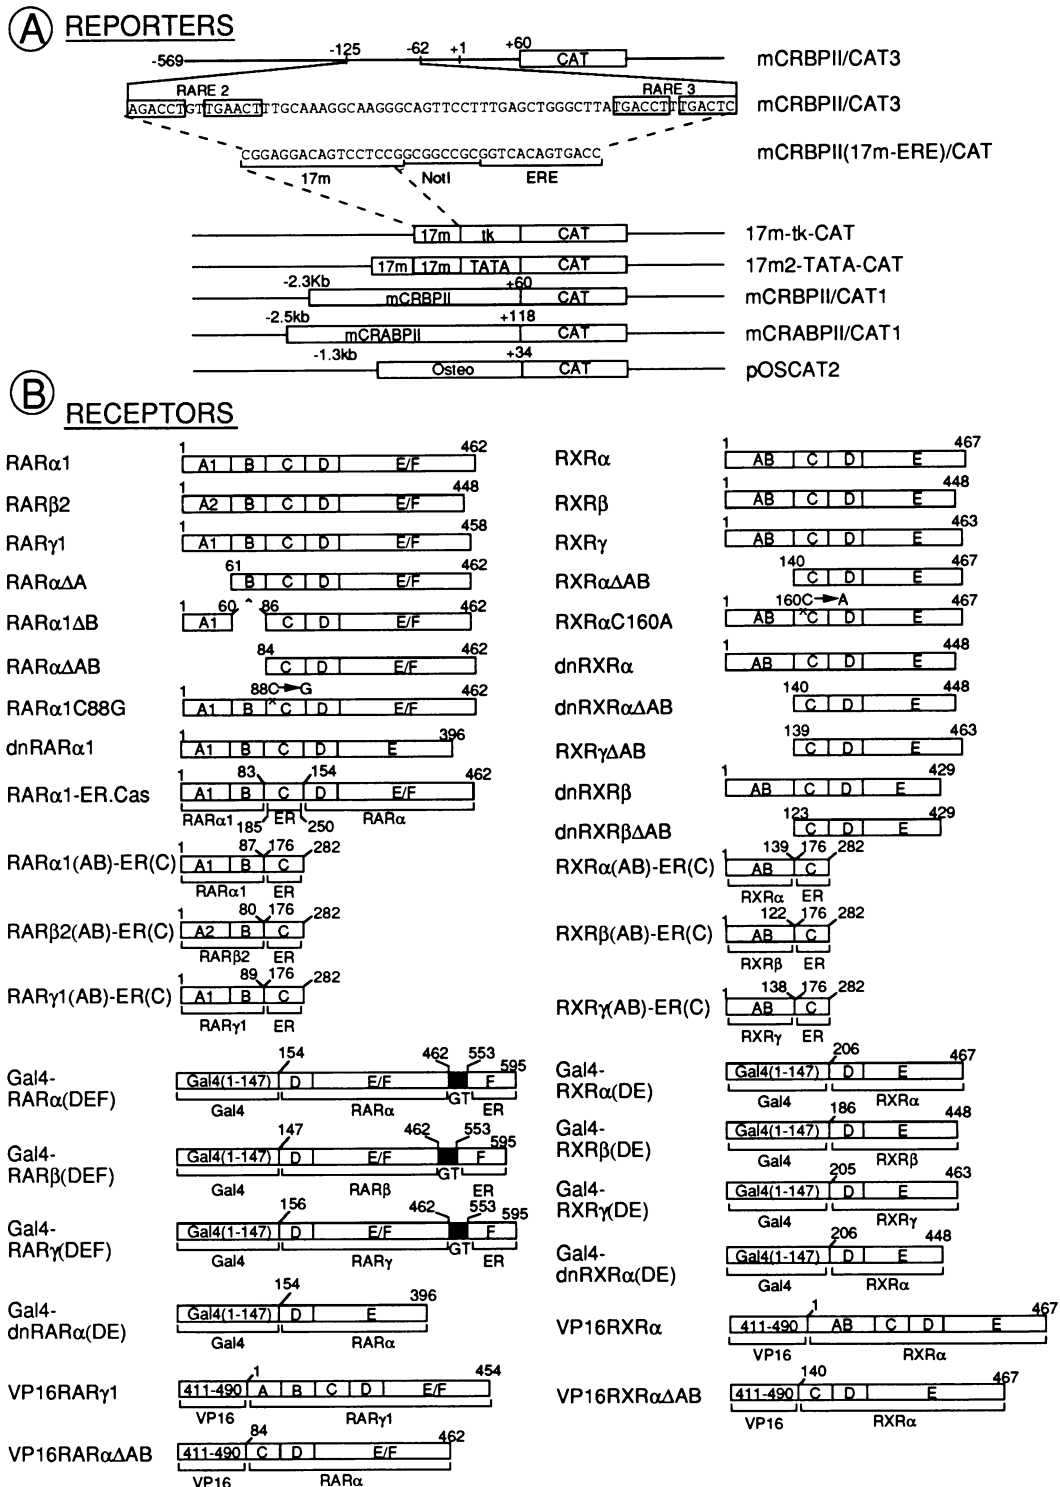 A REPORTERS
-569 -125 -62 +1 +60 CAT mCRBPII/CAT3
RARE 2 RARE 3
AGACCTGTTGAACTTTGCAAAGGCAAGGGCAGTTCCTTTGAGCTGGGCTTATGACCTTTGACTC mCRBPII/CAT3
CGGAGGACAGTCCTCCGGCGGCCGCGGTCACAGTGACC mCRBPII(17m-ERE)/CAT
17m NotI ERE
17m tk CAT 17m-tk-CAT
17m 17m TATA CAT 17m2-TATA-CAT
-2.3Kb +60
mCRBPII CAT mCRBPII/CAT1
-2.5kb +118
mCRABPII CAT mCRABPII/CAT1
-1.3kb +34
Osteo CAT pOSCAT2
B RECEPTORS
1 462
RARα1 A1 B C D E/F
1 448
RARβ2 A2 B C D E/F
1 458
RARγ1 A1 B C D E/F
61 462
RARαΔA B C D E/F
1 60 ^ 86 462
RARα1ΔB A1 C D E/F
84 462
RARαΔAB C D E/F
1 88C→G 462
RARα1C88G A1 B x C D E/F
1 396
dnRARα1 A1 B C D E
1 83 154 462
RARα1-ER.Cas A1 B C D E/F
RARα1 185 ER 250 RARα
1 87 176 282
RARα1(AB)-ER(C) A1 B C
RARα1 ER
1 80 176 282
RARβ2(AB)-ER(C) A2 B C
RARβ2 ER
1 89 176 282
RARγ1(AB)-ER(C) A1 B C
RARγ1 ER
154 462 553 595
Gal4-
RARα(DEF) Gal4(1-147) D E/F F
Gal4 RARα GT ER
147 462 553 595
Gal4-
RARβ(DEF) Gal4(1-147) D E/F F
Gal4 RARβ GT ER
156 462 553 595
Gal4-
RARγ(DEF) Gal4(1-147) D E/F F
Gal4 RARγ GT ER
154 396
Gal4-
dnRARα(DE) Gal4(1-147) D E
Gal4 RARα
1 454
VP16RARγ1 411-490 A B C D E/F
VP16 RARγ1
84 462
VP16RARαΔAB 411-490 C D E/F
VP16 RARα
1 467
RXRα AB C D E
1 448
RXRβ AB C D E
1 463
RXRγ AB C D E
140 467
RXRαΔAB C D E
1 160C→A 467
RXRαC160A AB x C D E
1 448
dnRXRα AB C D E
140 448
dnRXRαΔAB C D E
139 463
RXRγΔAB C D E
1 429
dnRXRβ AB C D E
123 429
dnRXRβΔAB C D E
1 139 176 282
RXRα(AB)-ER(C) AB C
RXRα ER
1 122 176 282
RXRβ(AB)-ER(C) AB C
RXRβ ER
1 138 176 282
RXRγ(AB)-ER(C) AB C
RXRγ ER
206 467
Gal4-
RXRα(DE) Gal4(1-147) D E
Gal4 RXRα
186 448
Gal4-
RXRβ(DE) Gal4(1-147) D E
Gal4 RXRβ
205 463
Gal4-
RXRγ(DE) Gal4(1-147) D E
Gal4 RXRγ
206 448
Gal4-
dnRXRα(DE) Gal4(1-147) D E
Gal4 RXRα
1 467
VP16RXRα 411-490 AB C D E
VP16 RXRα
140 467
VP16RXRαΔAB 411-490 C D E
VP16 RXRα